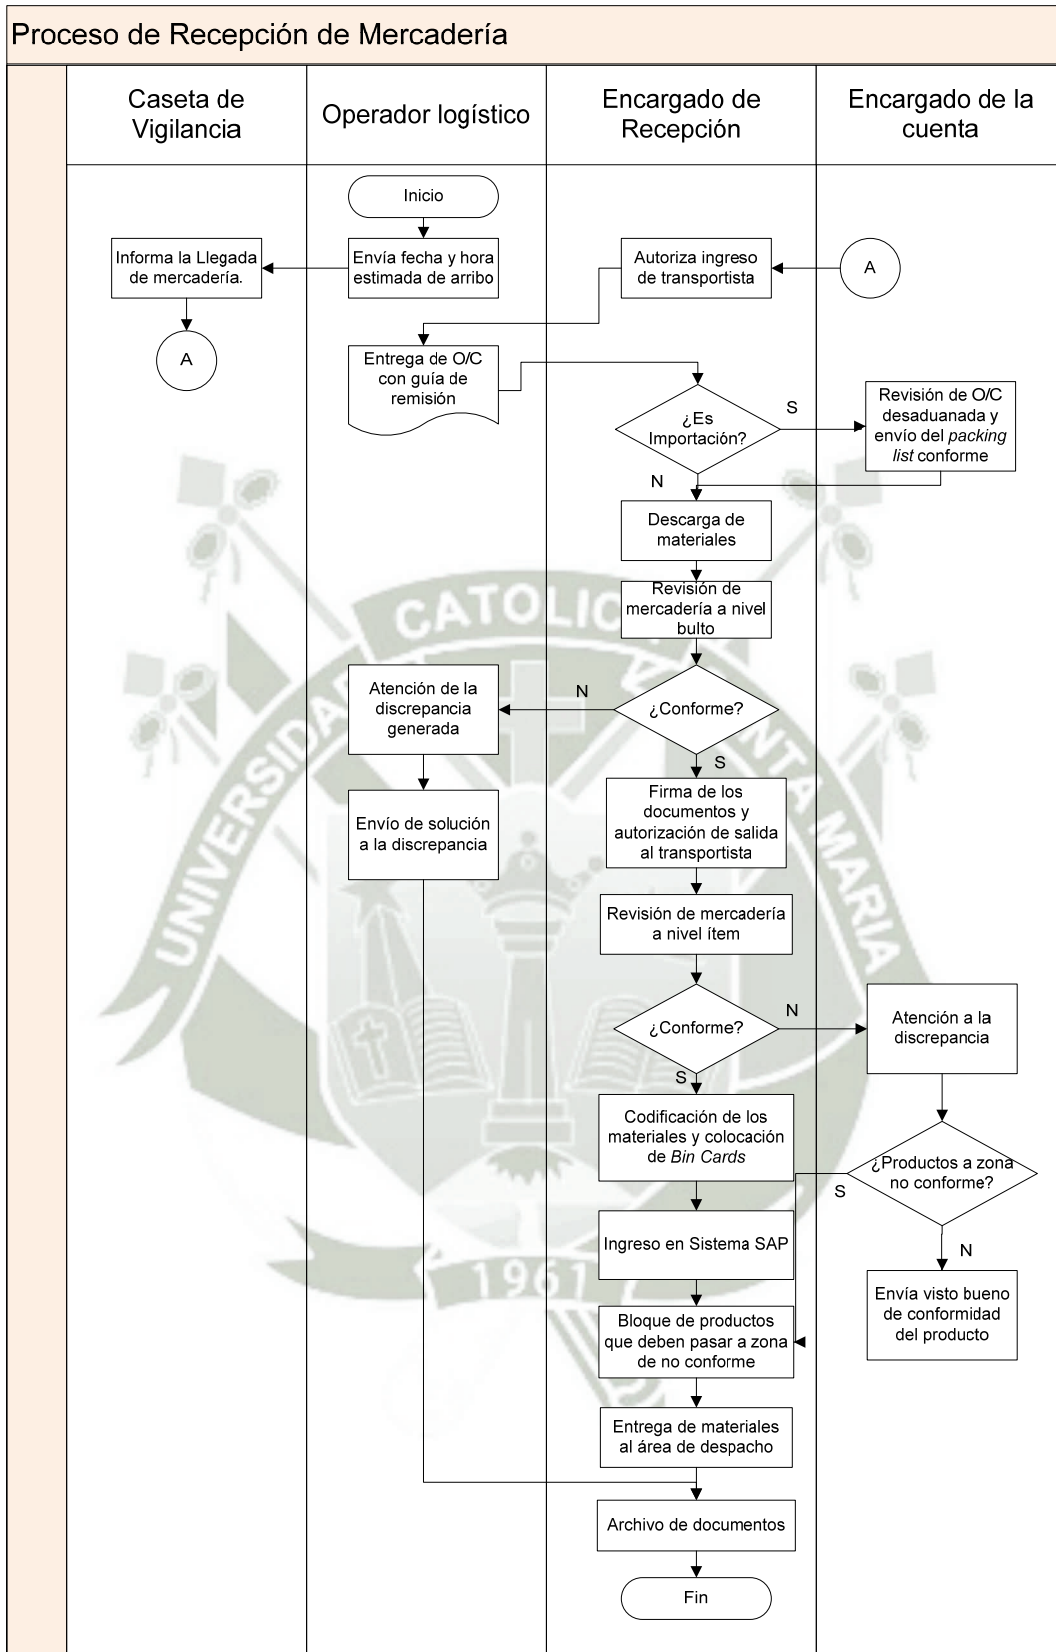 Proceso de Recepción de Mercadería
Caseta de
Vigilancia
Operador logístico
Encargado de
Recepción
Encargado de la
cuenta
Inicio
Informa la Llegada
de mercadería.
Envía fecha y hora
estimada de arribo
Autoriza ingreso
de transportista
A
A
Entrega de O/C
con guía de
remisión
¿Es
Importación?
S
Revisión de O/C
desaduanada y
envío del packing
list conforme
N
Descarga de
materiales
Revisión de
mercadería a nivel
bulto
Atención de la
discrepancia
generada
N
¿Conforme?
S
Envío de solución
a la discrepancia
Firma de los
documentos y
autorización de salida
al transportista
Revisión de mercadería
a nivel ítem
¿Conforme?
N
Atención a la
discrepancia
S
Codificación de los
materiales y colocación
de Bin Cards
¿Productos a zona
no conforme?
S
N
Ingreso en Sistema SAP
Envía visto bueno
de conformidad
del producto
Bloque de productos
que deben pasar a zona
de no conforme
Entrega de materiales
al área de despacho
Archivo de documentos
Fin
1961